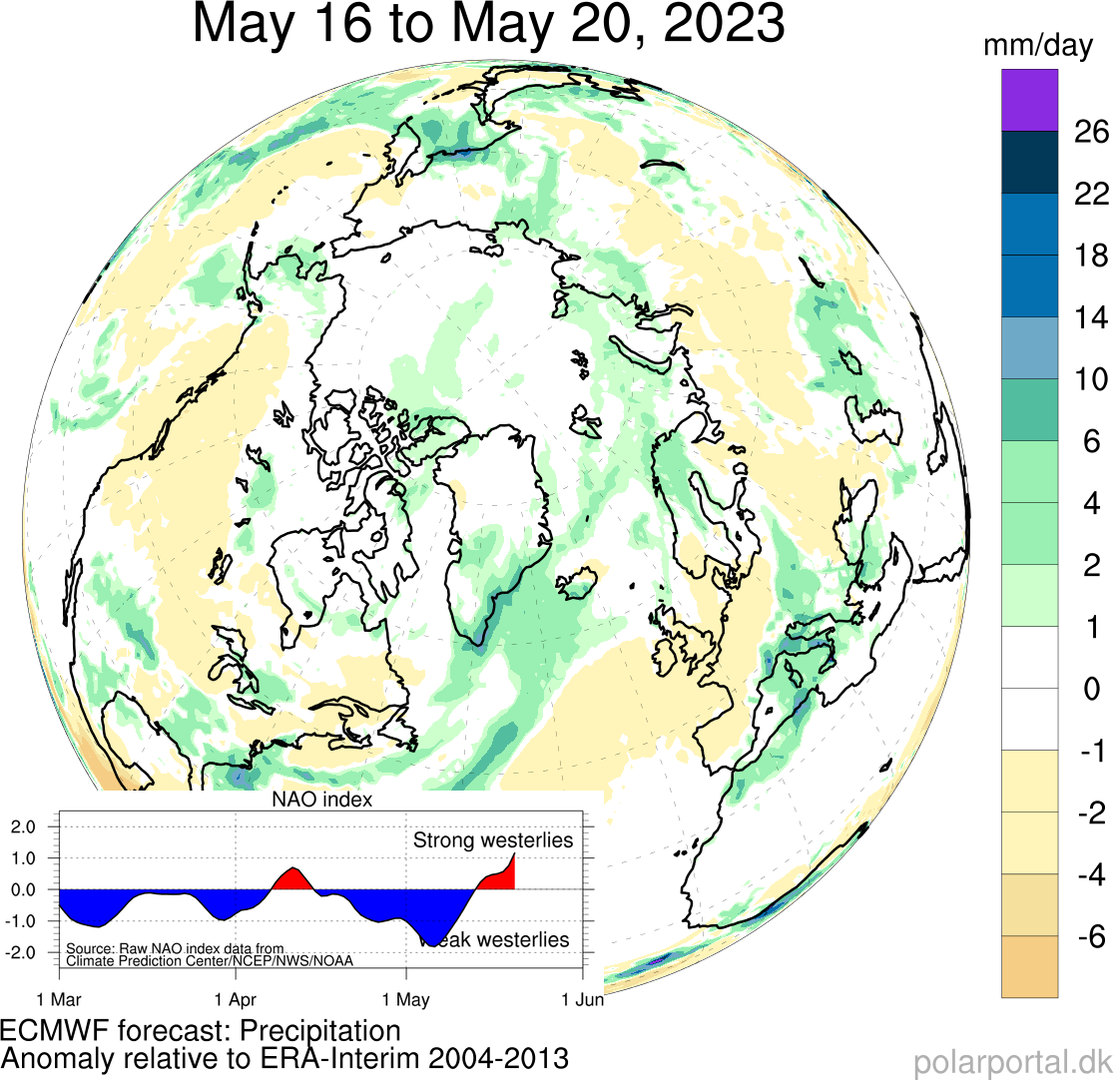 May 16 to May 20, 2023
mm/day
26
22
18
14
10
6
4
2
1
0
-1
-2
-4
-6
NAO index
2.0
1.0
0.0
-1.0
-2.0
Strong westerlies
Weak westerlies
Source: Raw NAO index data from
Climate Prediction Center/NCEP/NWS/NOAA
1 Mar
1 Apr
1 May
1 Jun
ECMWF forecast: Precipitation
Anomaly relative to ERA-Interim 2004-2013
polarportal.dk